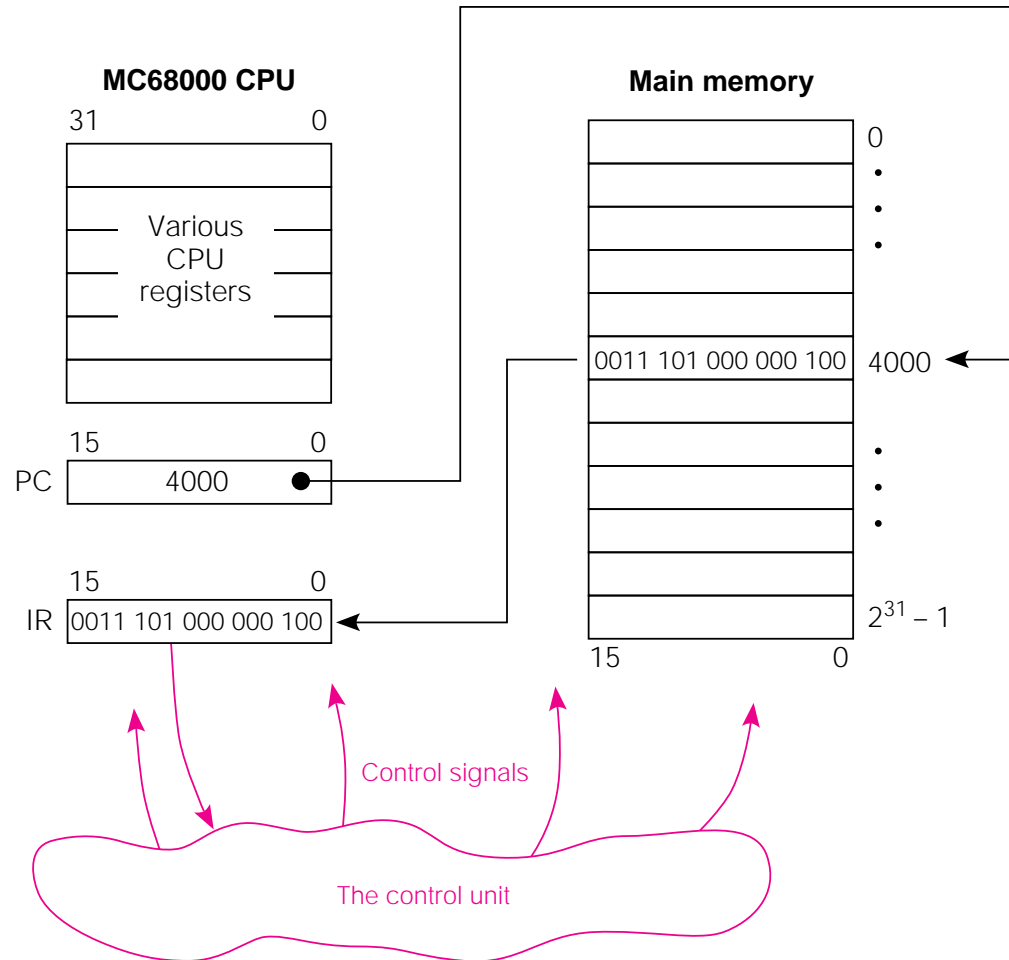 MC68000 CPU
31 0
Various
CPU
registers
15 0
PC 4000
15 0
IR 0011 101 000 000 100
Main memory
0
0011 101 000 000 100 4000
2³¹ – 1
15 0
Control signals
The control unit